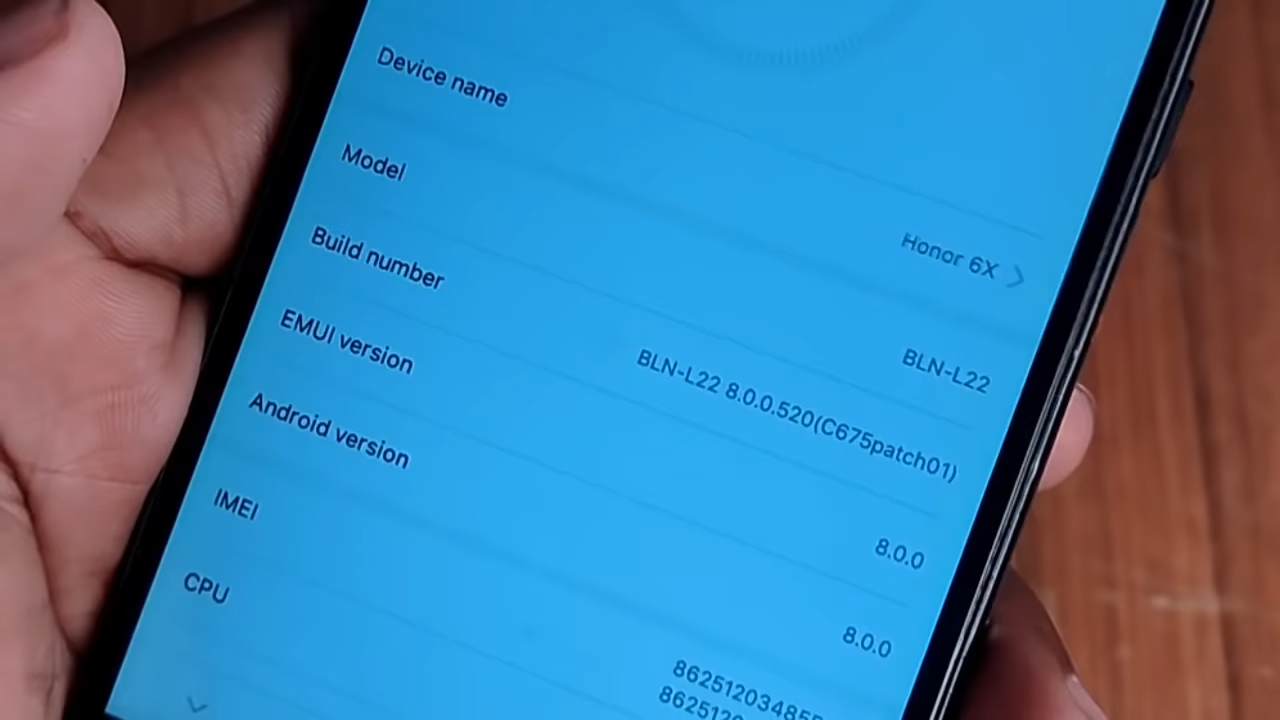 Device name
Honor 6X
Model
BLN-L22
Build number
BLN-L22 8.0.0.520(C675patch01)
EMUI version
8.0.0
Android version
8.0.0
IMEI
CPU